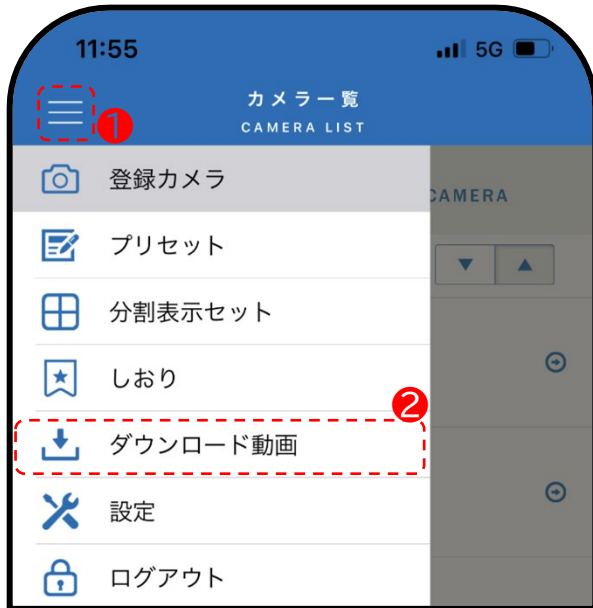 11:55 5G
カメラ一覧
CAMERA LIST
1
登録カメラ
CAMERA
プリセット
▼ ▲
分割表示セット
しおり
2
ダウンロード動画
設定
ログアウト